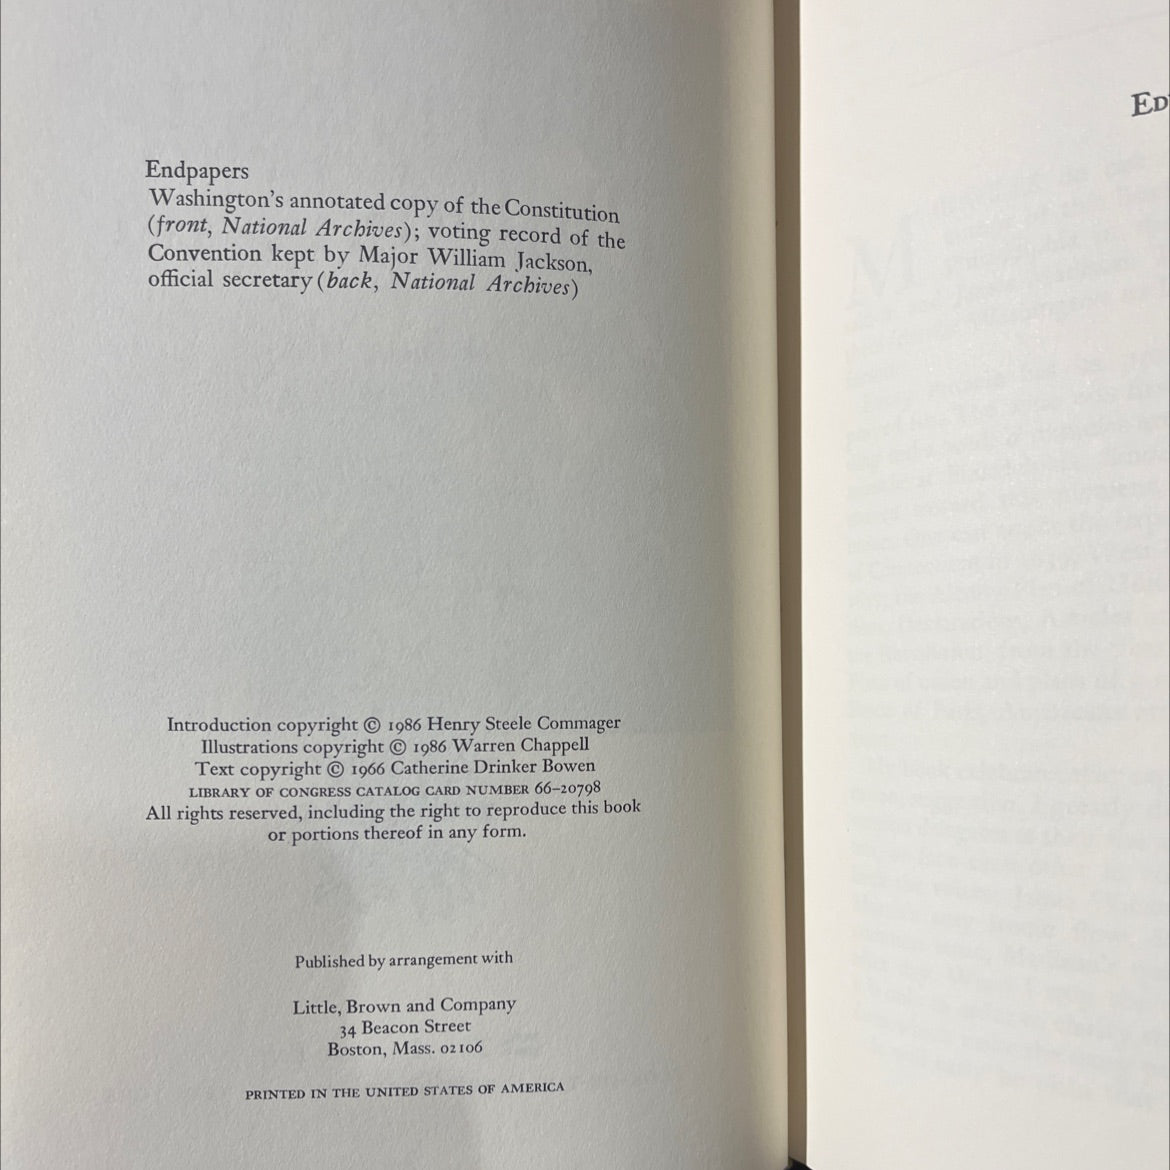 Endpapers
Washington's annotated copy of the Constitution
(front, National Archives); voting record of the
Convention kept by Major William Jackson,
official secretary (back, National Archives)
Introduction copyright © 1986 Henry Steele Commager
Illustrations copyright © 1986 Warren Chappell
Text copyright © 1966 Catherine Drinker Bowen
LIBRARY OF CONGRESS CATALOG CARD NUMBER 66–20798
All rights reserved, including the right to reproduce this book
or portions thereof in any form.
Published by arrangement with
Little, Brown and Company
34 Beacon Street
Boston, Mass. 02106
PRINTED IN THE UNITED STATES OF AMERICA